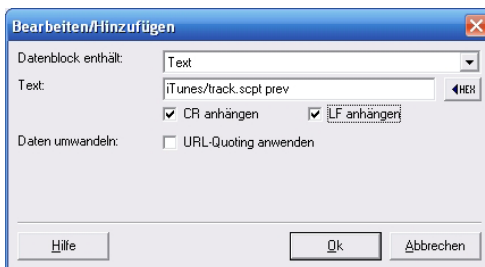 Bearbeiten/Hinzufügen
Datenblock enthält: Text
Text: iTunes/track.scpt prev HEX
CR anhängen LF anhängen
Daten umwandeln: URL-Quoting anwenden
Hilfe Ok Abbrechen